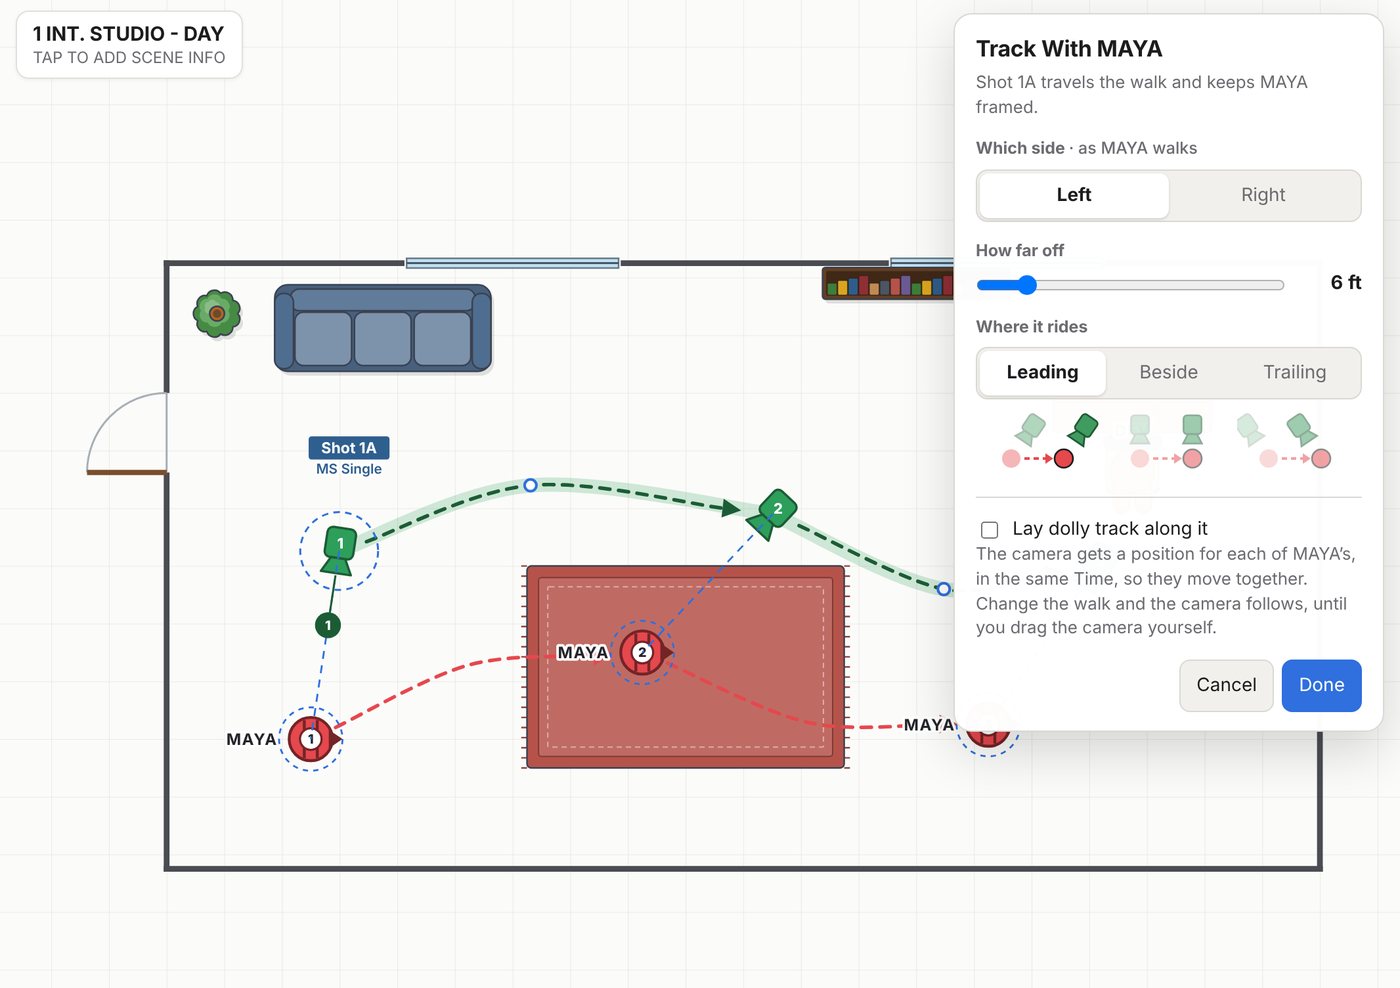 1 INT. STUDIO - DAY
TAP TO ADD SCENE INFO
Track With MAYA
Shot 1A travels the walk and keeps MAYA
framed.
Which side · as MAYA walks
Left
Right
How far off
6 ft
Where it rides
Leading
Beside
Trailing
Lay dolly track along it
The camera gets a position for each of MAYA's,
in the same Time, so they move together.
Change the walk and the camera follows, until
you drag the camera yourself.
Cancel
Done
Shot 1A
MS Single
1
2
1
MAYA
2
MAYA
1
MAYA